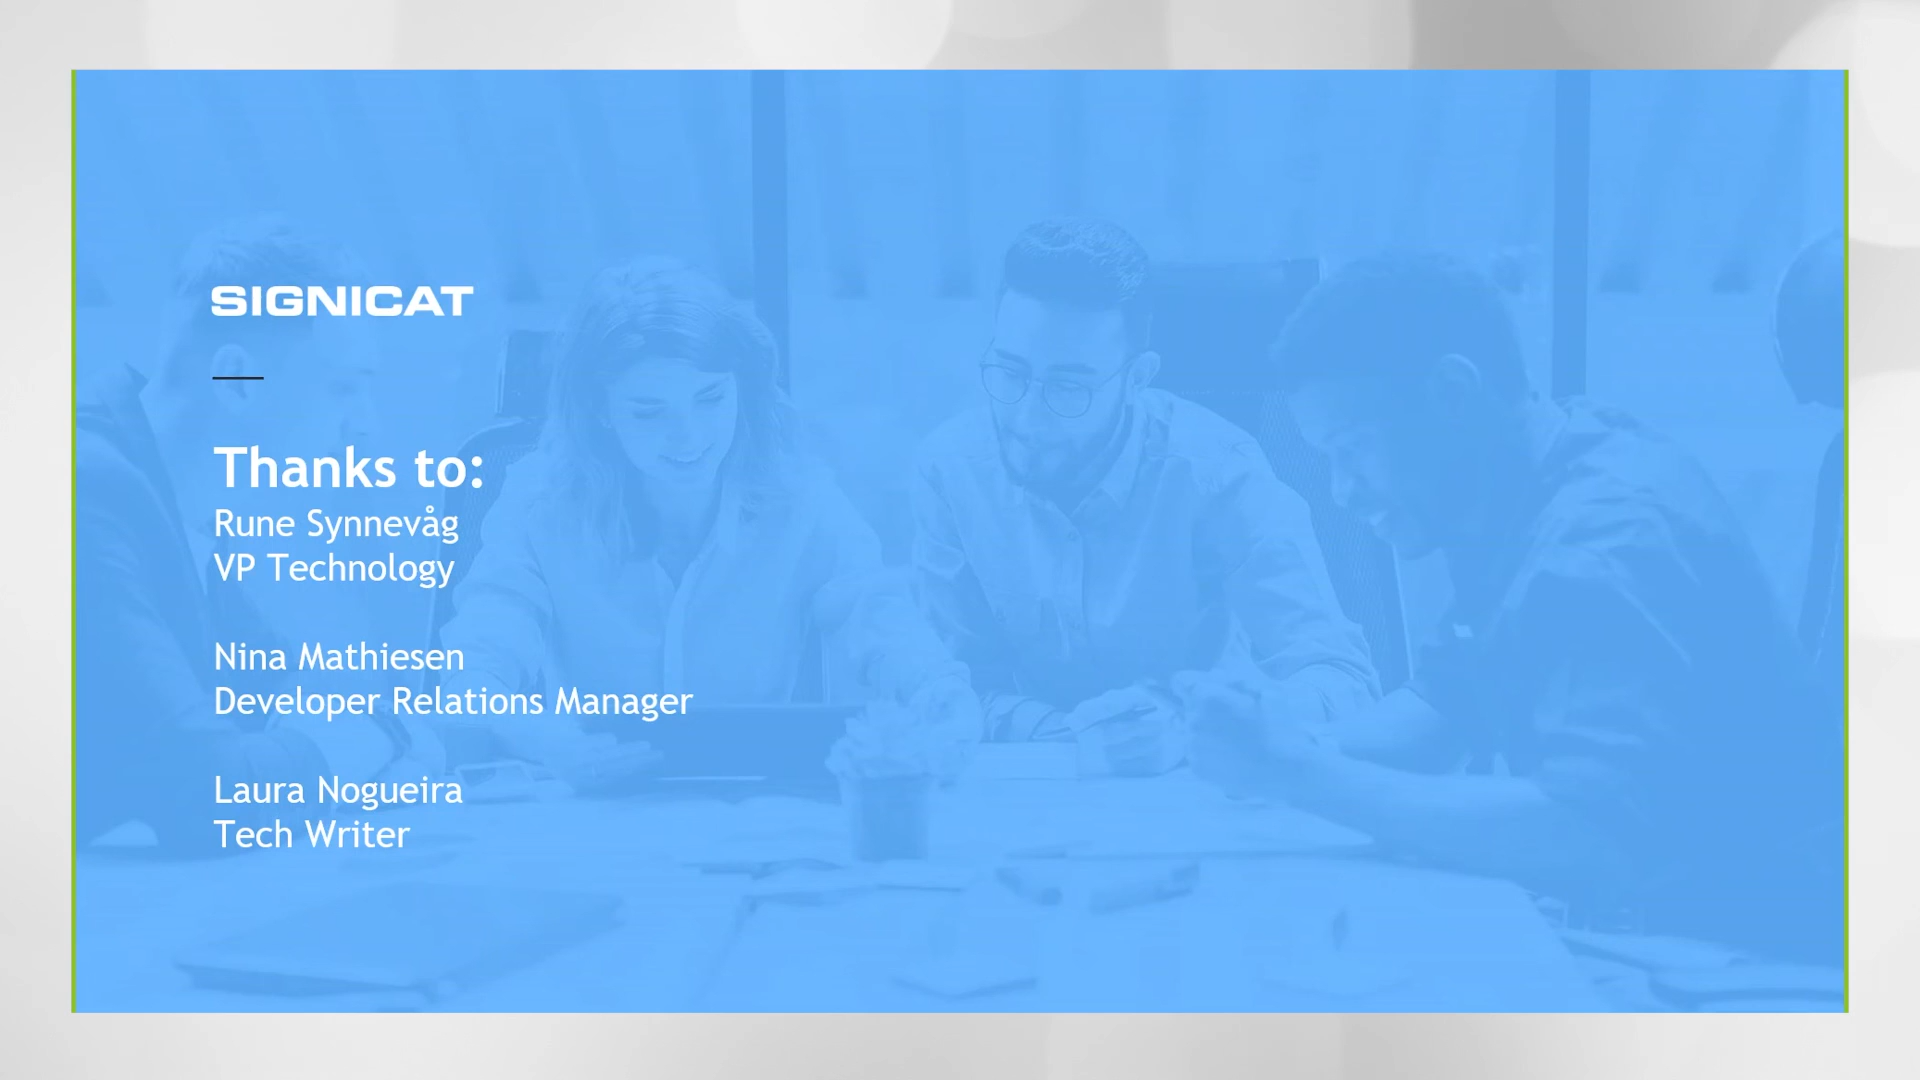 SIGNICAT
Thanks to:
Rune Synnevåg
VP Technology
Nina Mathiesen
Developer Relations Manager
Laura Nogueira
Tech Writer